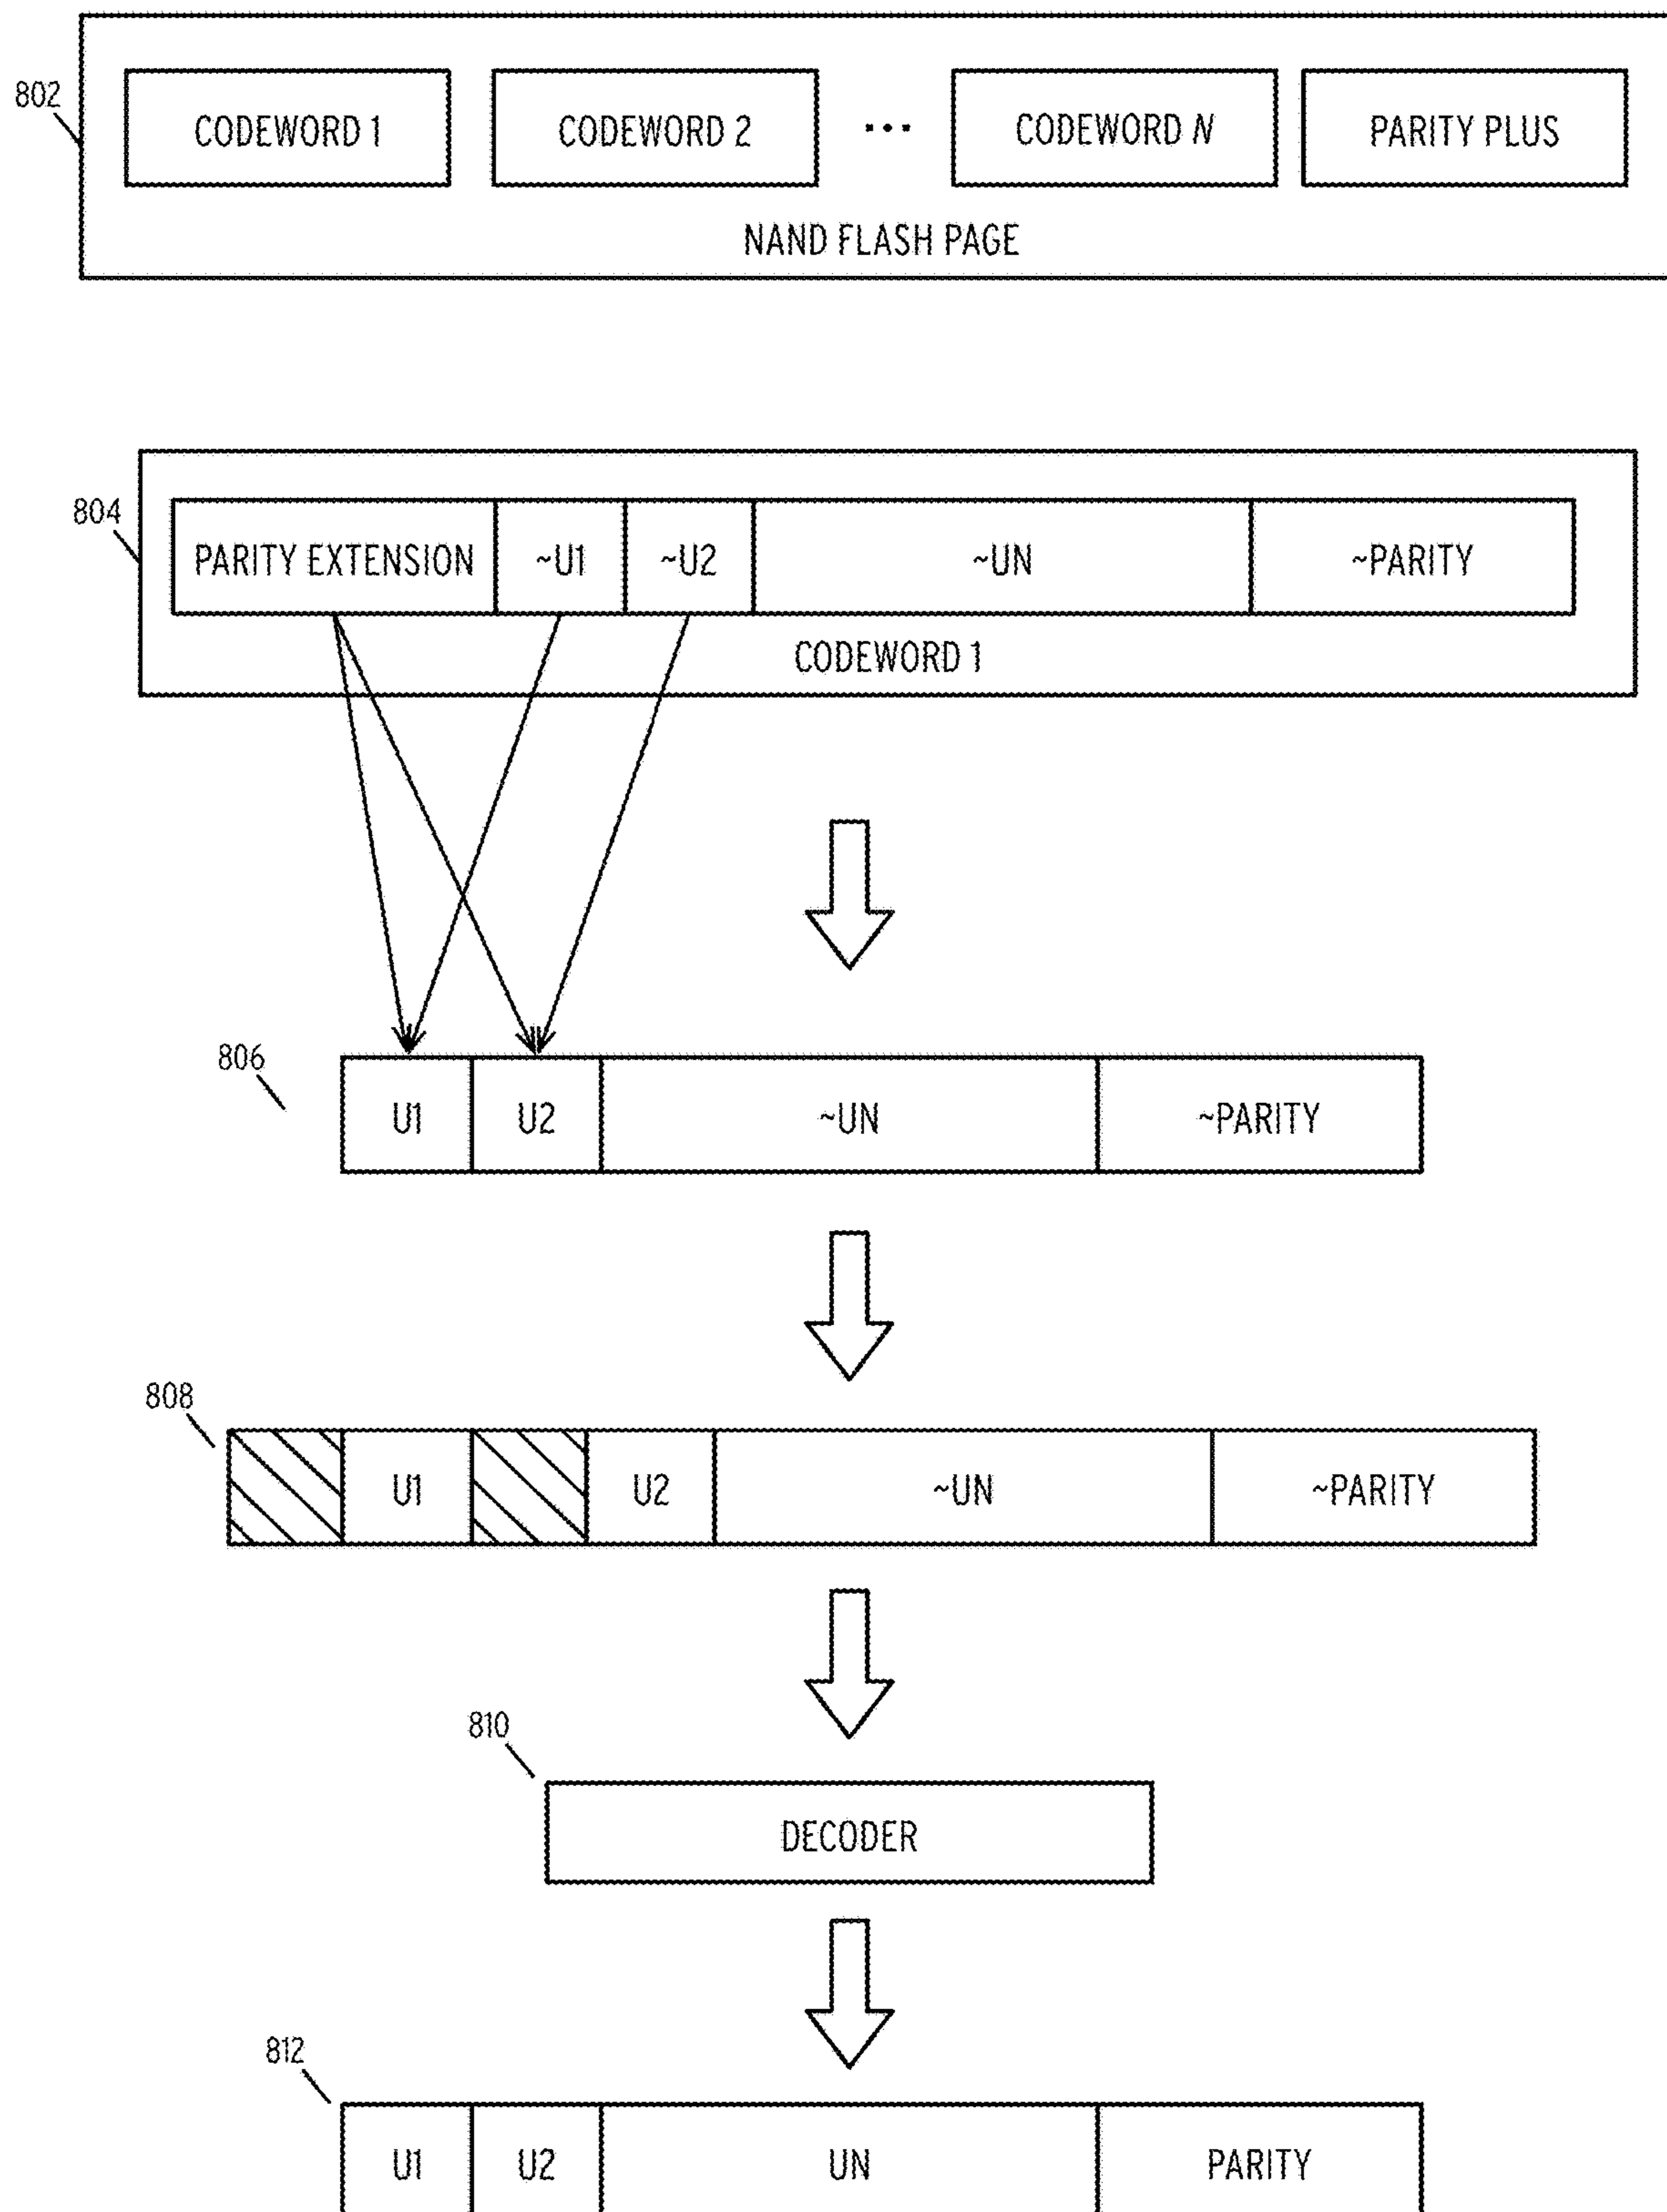 802
CODEWORD 1 CODEWORD 2 ... CODEWORD N PARITY PLUS
NAND FLASH PAGE
804
PARITY EXTENSION ~U1 ~U2 ~UN ~PARITY
CODEWORD 1
806
U1 U2 ~UN ~PARITY
808
U1 U2 ~UN ~PARITY
810
DECODER
812
U1 U2 UN PARITY